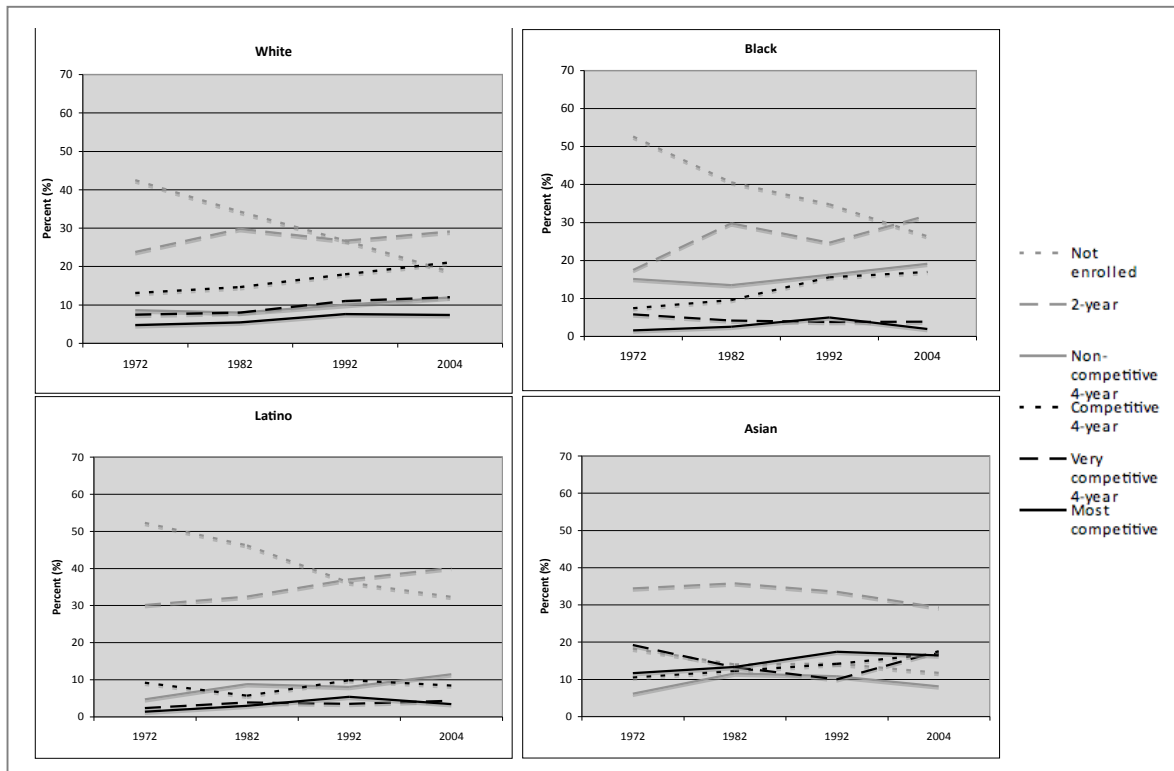 White
Percent (%)
70
60
50
40
30
20
10
0
1972 1982 1992 2004
Black
Percent (%)
70
60
50
40
30
20
10
0
1972 1982 1992 2004
Latino
Percent (%)
70
60
50
40
30
20
10
0
1972 1982 1992 2004
Asian
Percent (%)
70
60
50
40
30
20
10
0
1972 1982 1992 2004
Not
enrolled
2-year
Non-
competitive
4-year
Competitive
4-year
Very
competitive
4-year
Most
competitive